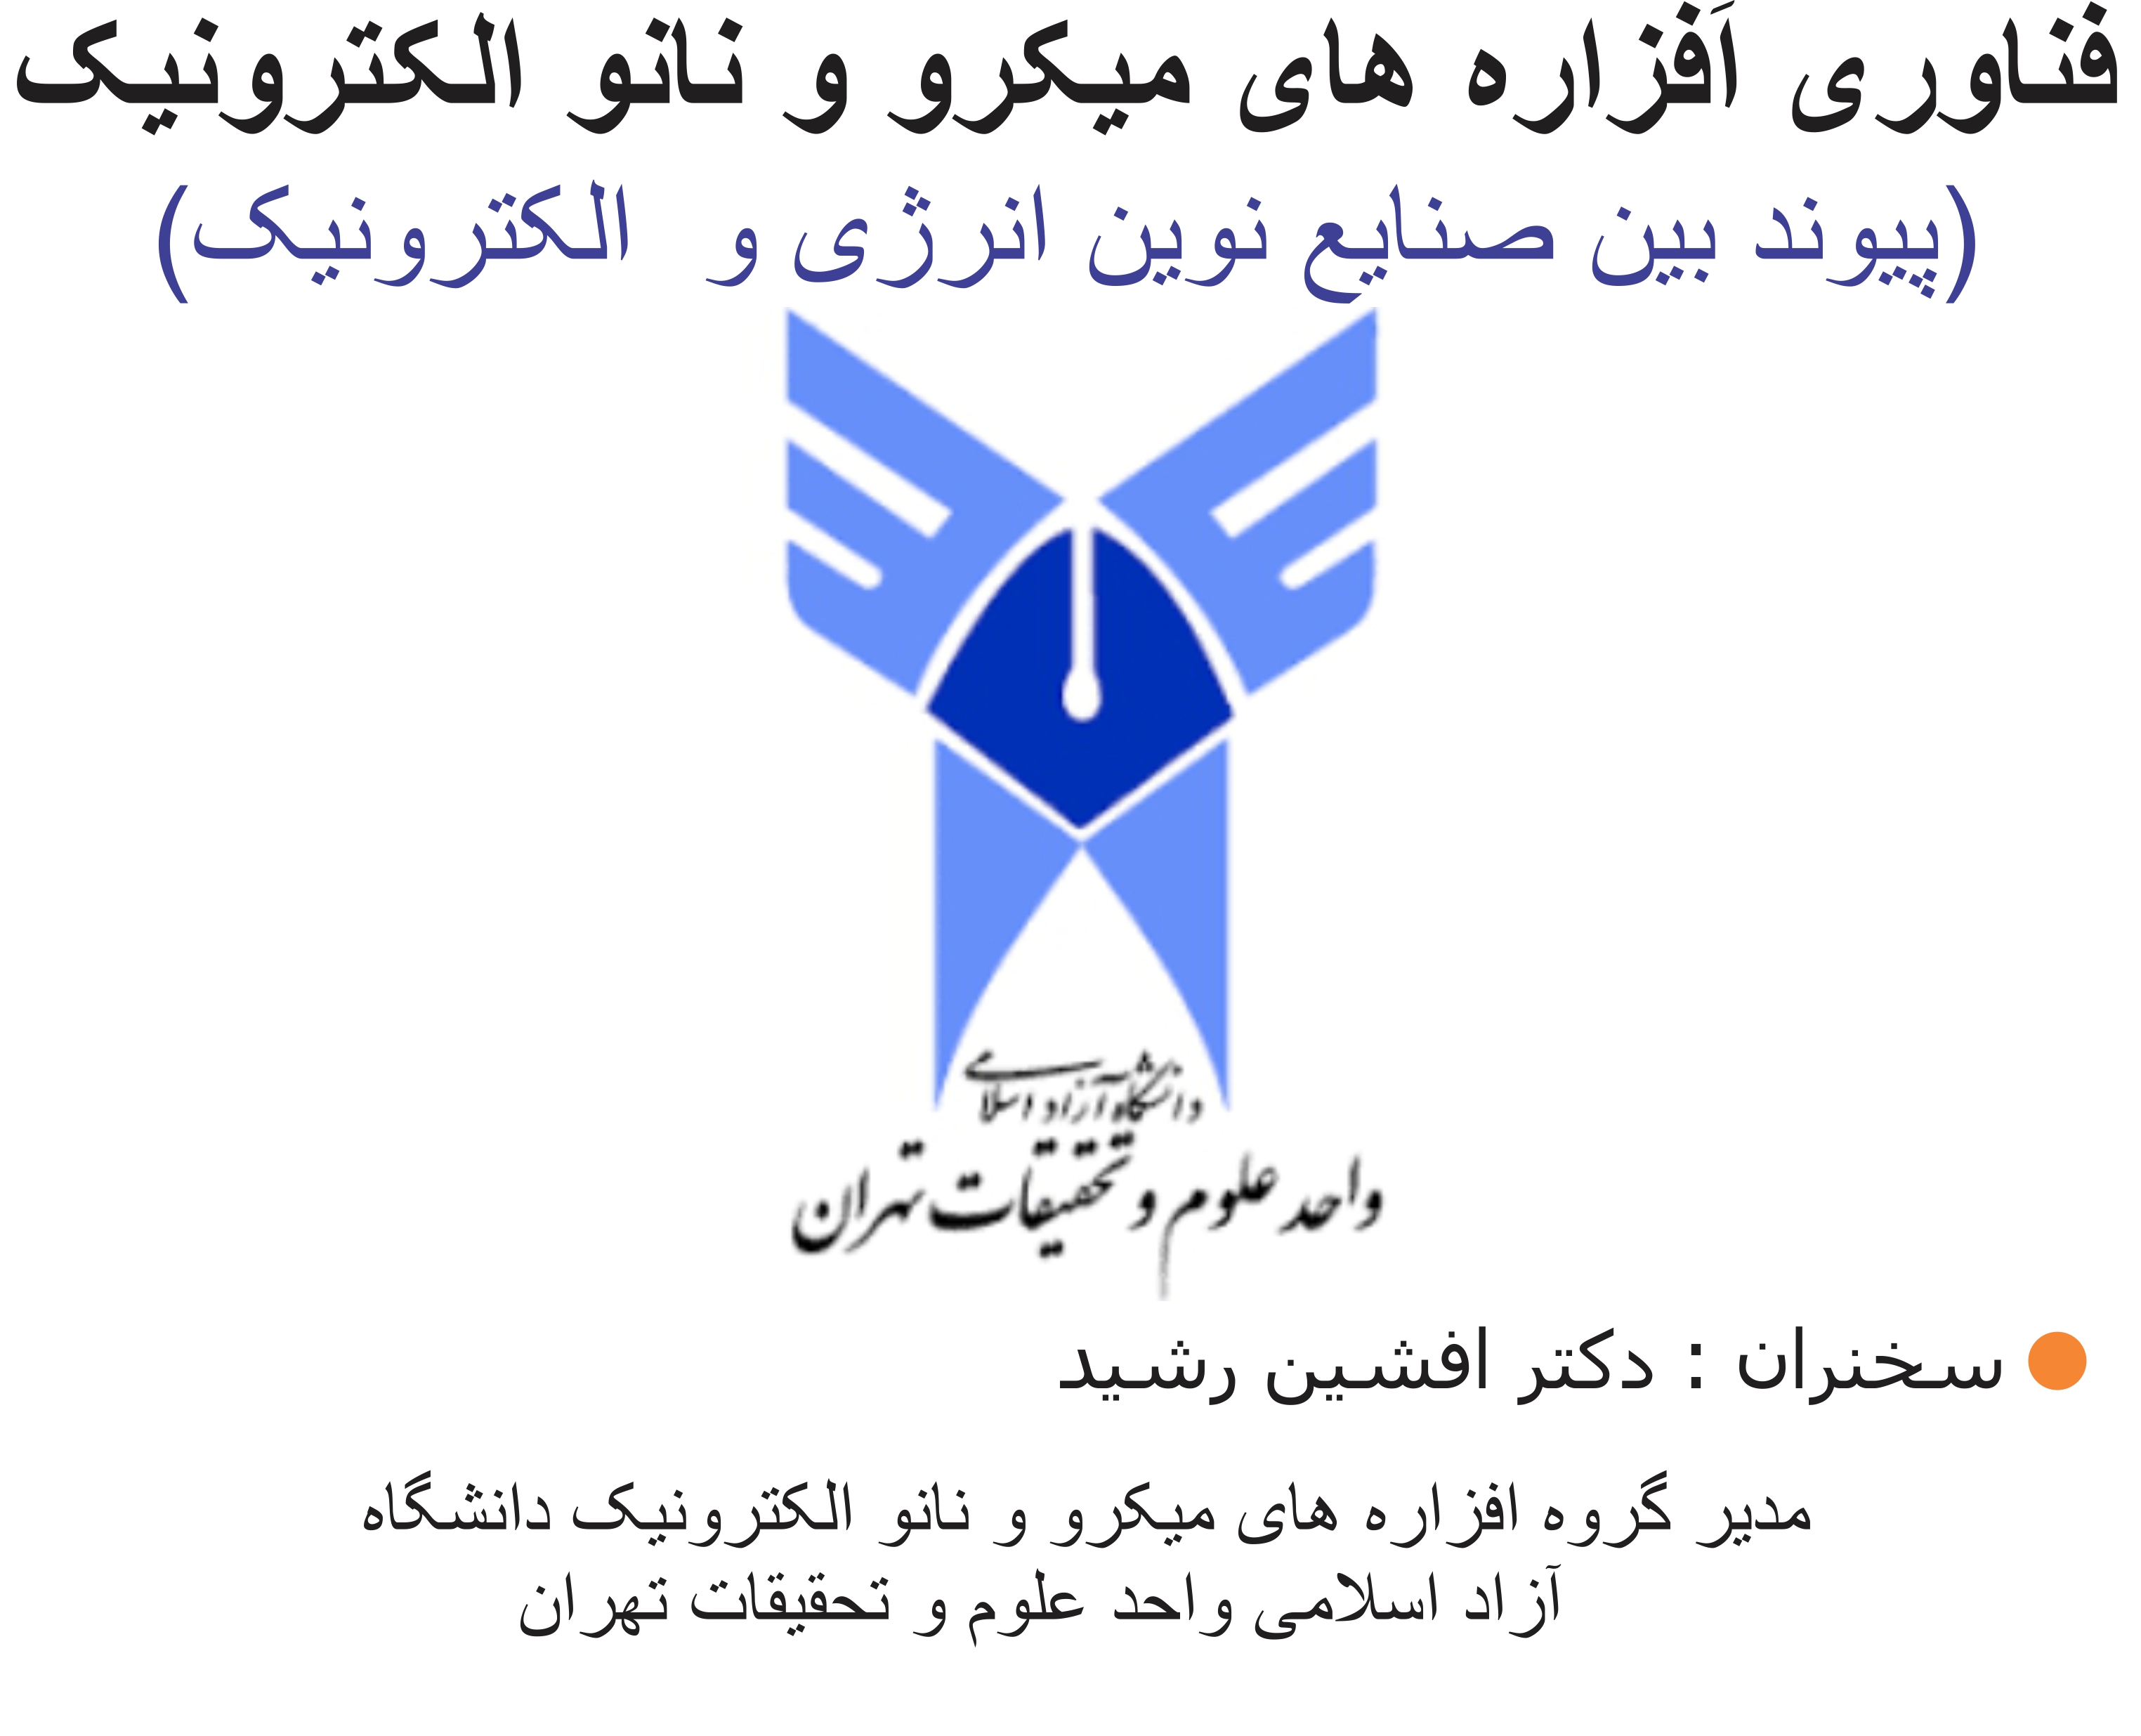 فناوری اَفزاره های میکرو و نانو الکترونیک
(پیوند بین صنایع نوین انرژی و الکترونیک)
دانشگاه آزاد اسلامی
واحد علوم و تحقیقات تهران
سخنران : دکتر افشین رشید
مدیر گروه افزاره های میکرو و نانو الکترونیک دانشگاه
آزاد اسلامی واحد علوم و تحقیقات تهران